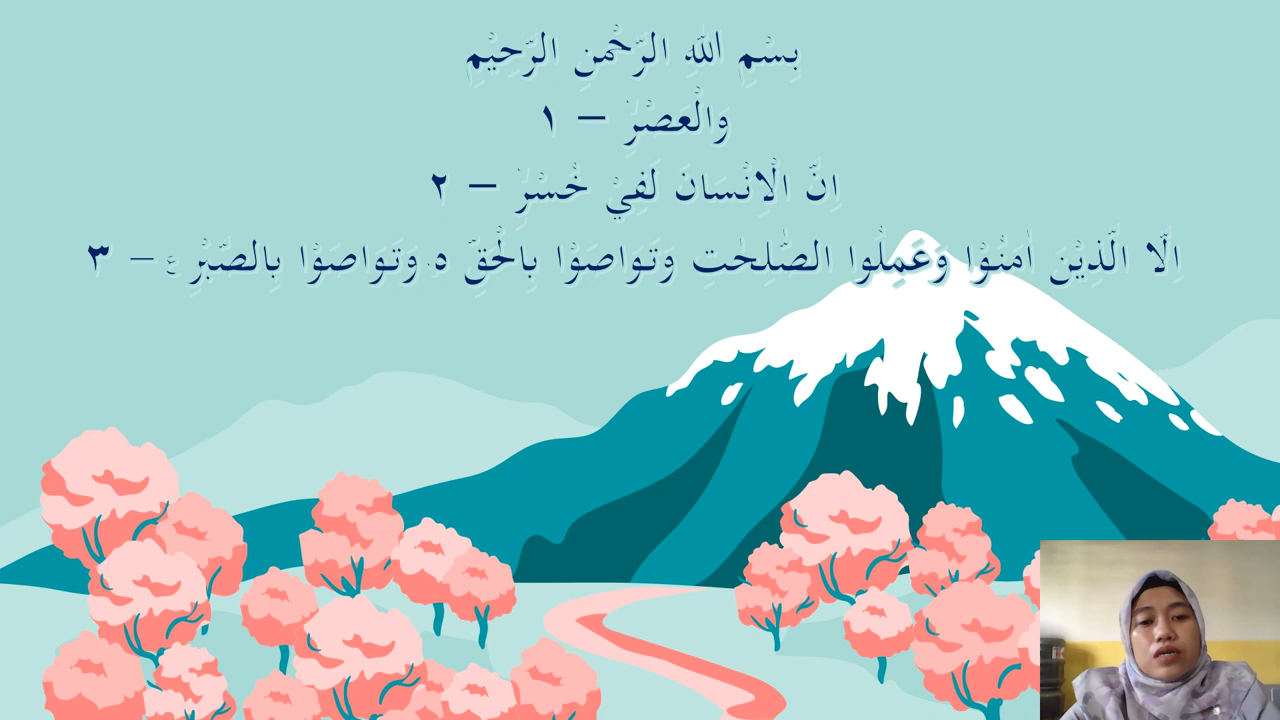 بِسْمِ اللّٰهِ الرَّحْمٰنِ الرَّحِيْمِ
وَالْعَصْرِۙ – ١
اِنَّ الْاِنْسَانَ لَفِيْ خُسْرٍۙ – ٢
اِلَّا الَّذِيْنَ اٰمَنُوْا وَعَمِلُوا الصّٰلِحٰتِ وَتَوَاصَوْا بِالْحَقِّ ەۙ وَتَوَاصَوْا بِالصَّبْرِ ࣖ – ٣